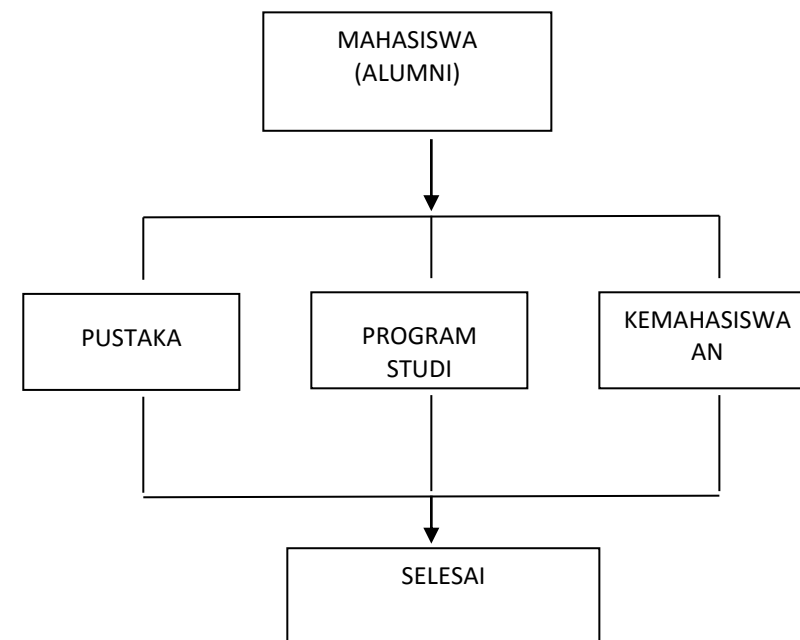 MAHASISWA
(ALUMNI)
PUSTAKA
PROGRAM
STUDI
KEMAHASISWA
AN
SELESAI